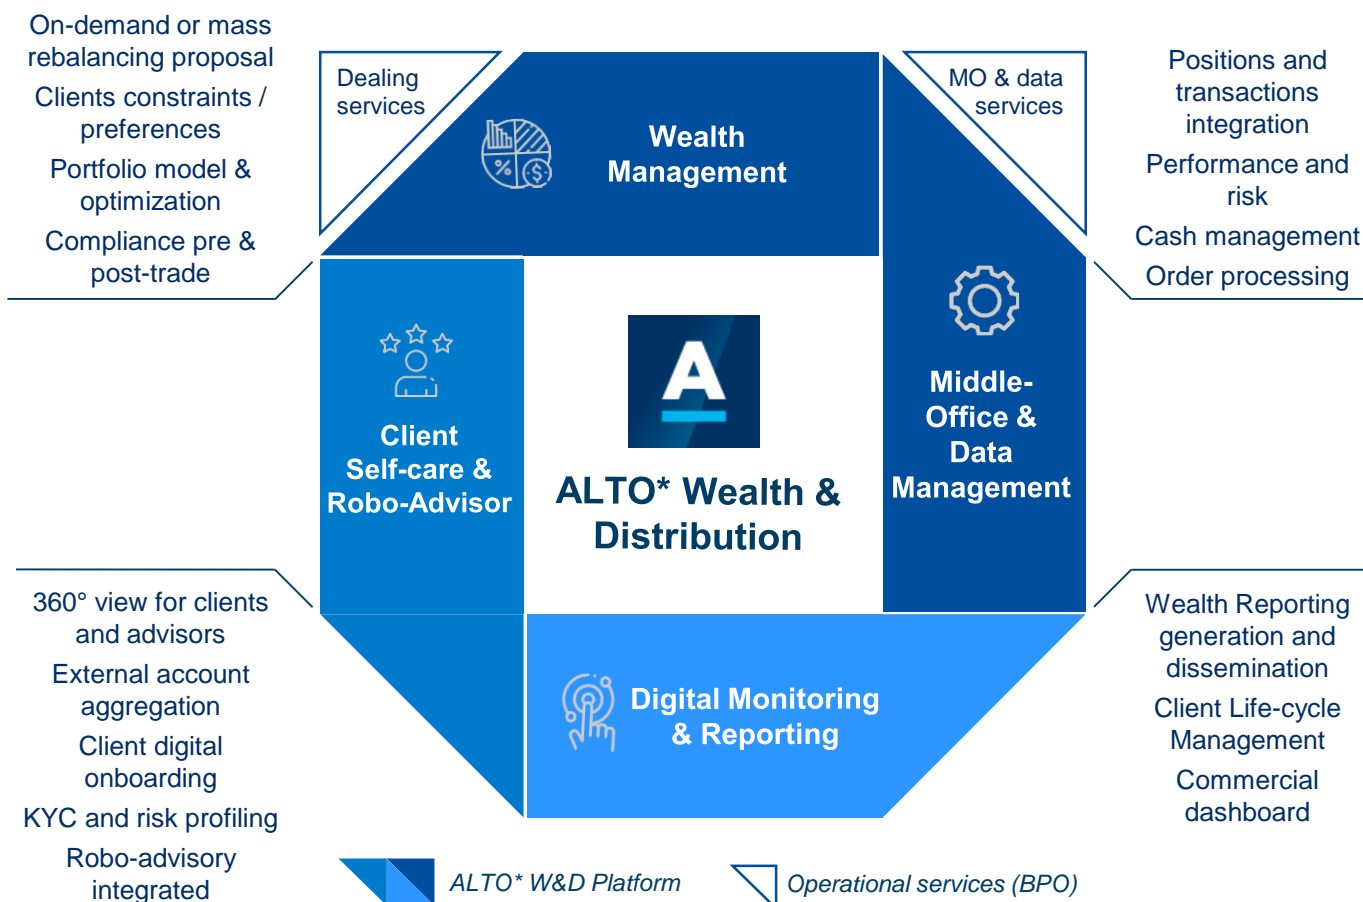 On-demand or mass
rebalancing proposal
Clients constraints /
preferences
Portfolio model &
optimization
Compliance pre &
post-trade
Dealing
services
Wealth
Management
MO & data
services
Positions and
transactions
integration
Performance and
risk
Cash management
Order processing
Client
Self-care &
Robo-Advisor
A
ALTO* Wealth &
Distribution
Middle-
Office &
Data
Management
360° view for clients
and advisors
External account
aggregation
Client digital
onboarding
KYC and risk profiling
Robo-advisory
integrated
Digital Monitoring
& Reporting
Wealth Reporting
generation and
dissemination
Client Life-cycle
Management
Commercial
dashboard
ALTO* W&D Platform
Operational services (BPO)